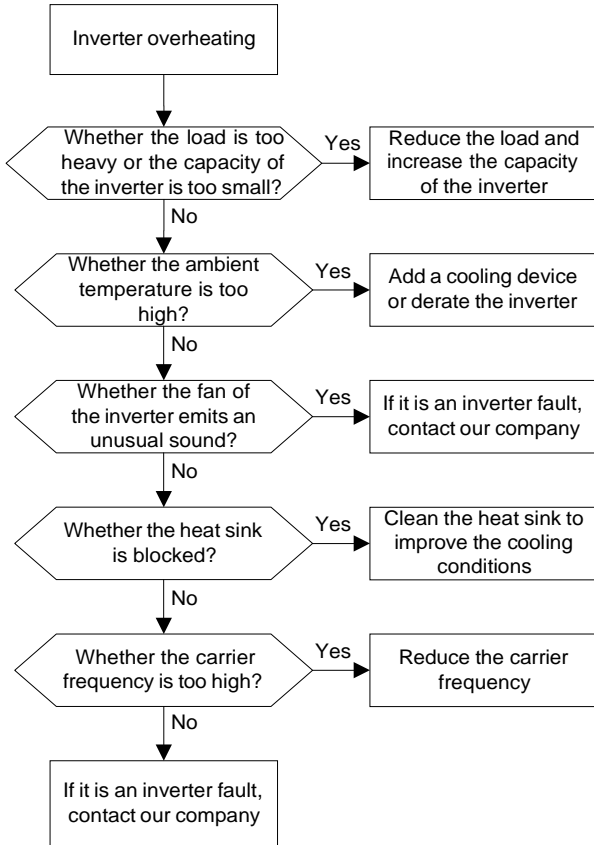 Inverter overheating
Whether the load is too
heavy or the capacity of
the inverter is too small?
Yes
Reduce the load and
increase the capacity
of the inverter
No
Whether the ambient
temperature is too
high?
Yes
Add a cooling device
or derate the inverter
No
Whether the fan of
the inverter emits an
unusual sound?
Yes
If it is an inverter fault,
contact our company
No
Whether the heat sink
is blocked?
Yes
Clean the heat sink to
improve the cooling
conditions
No
Whether the carrier
frequency is too high?
Yes
Reduce the carrier
frequency
No
If it is an inverter fault,
contact our company